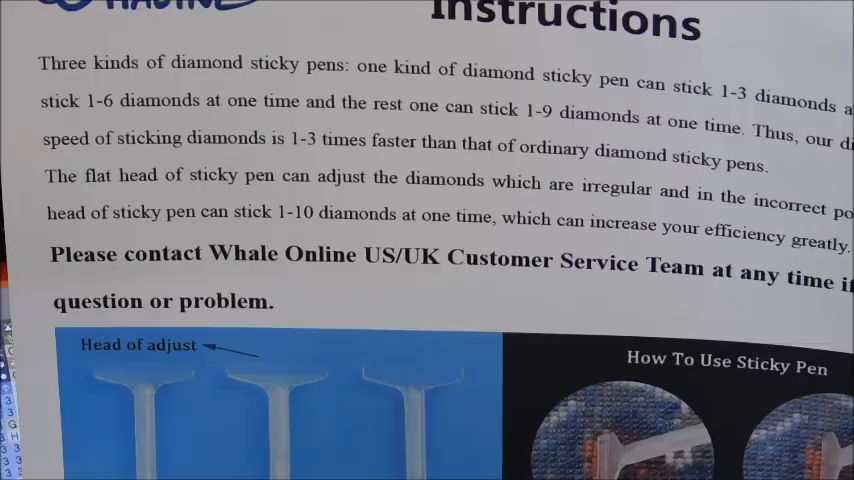 Instructions
Three kinds of diamond sticky pens: one kind of diamond sticky pen can stick 1-3 diamonds a
stick 1-6 diamonds at one time and the rest one can stick 1-9 diamonds at one time. Thus, our di
speed of sticking diamonds is 1-3 times faster than that of ordinary diamond sticky pens.
The flat head of sticky pen can adjust the diamonds which are irregular and in the incorrect po
head of sticky pen can stick 1-10 diamonds at one time, which can increase your efficiency greatly.
Please contact Whale Online US/UK Customer Service Team at any time if
question or problem.
Head of adjust
How To Use Sticky Pen